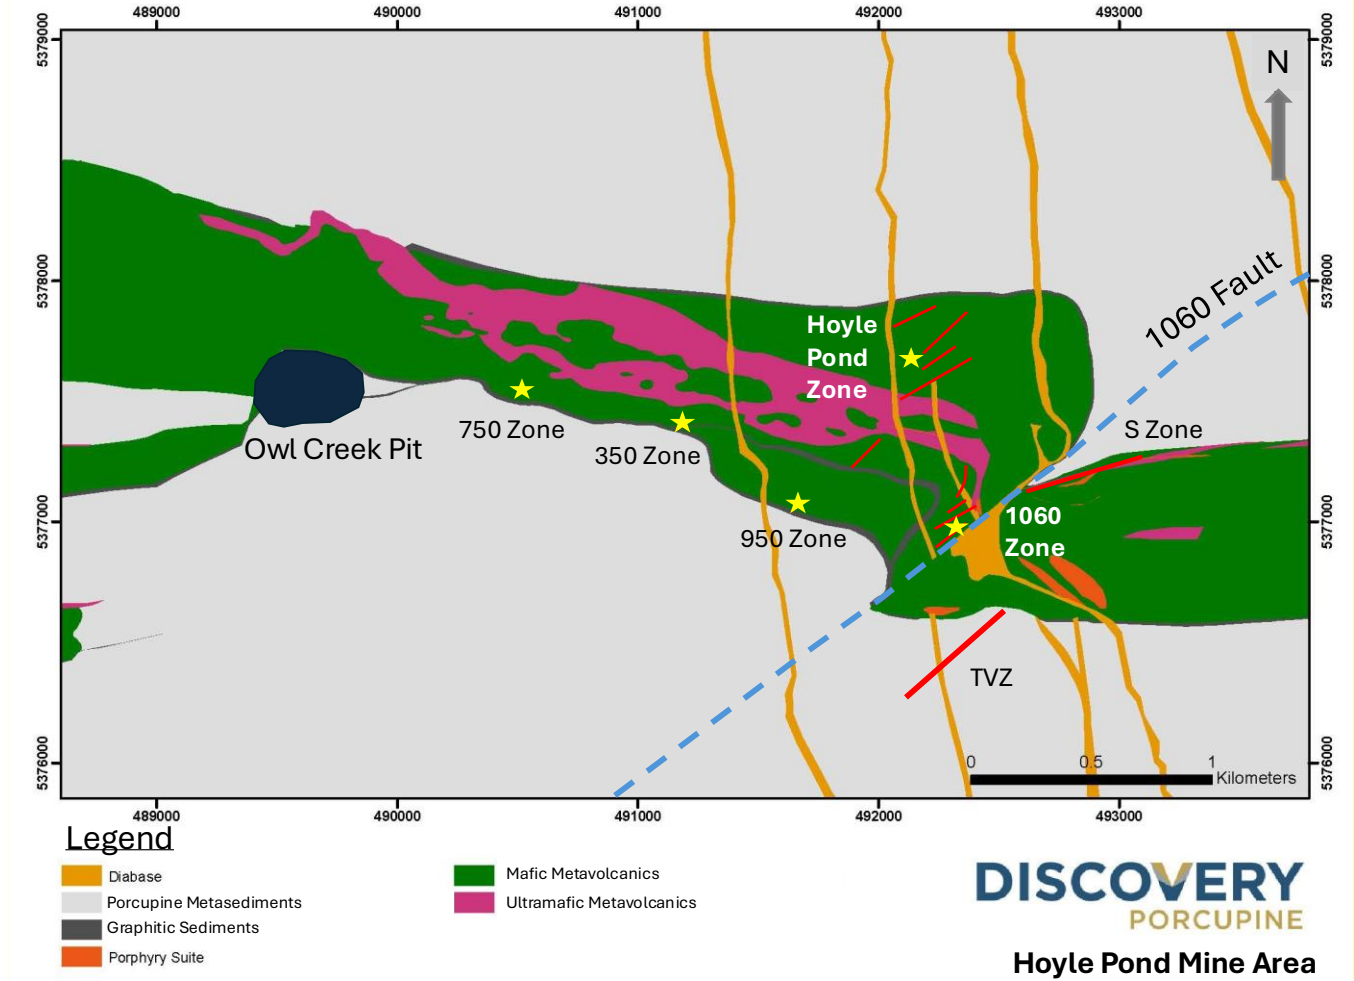 489000 490000 491000 492000 493000
5379000 5379000
N
5378000 5378000
1060 Fault
Hoyle
Pond
Zone
S Zone
750 Zone
Owl Creek Pit
350 Zone
5377000 5377000
1060
Zone
950 Zone
TVZ
5376000 5376000
0 0.5 1
Kilometers
489000 490000 491000 492000 493000
Legend
Diabase
Porcupine Metasediments
Graphitic Sediments
Porphyry Suite
Mafic Metavolcanics
Ultramafic Metavolcanics
DISCOVERY
PORCUPINE
Hoyle Pond Mine Area